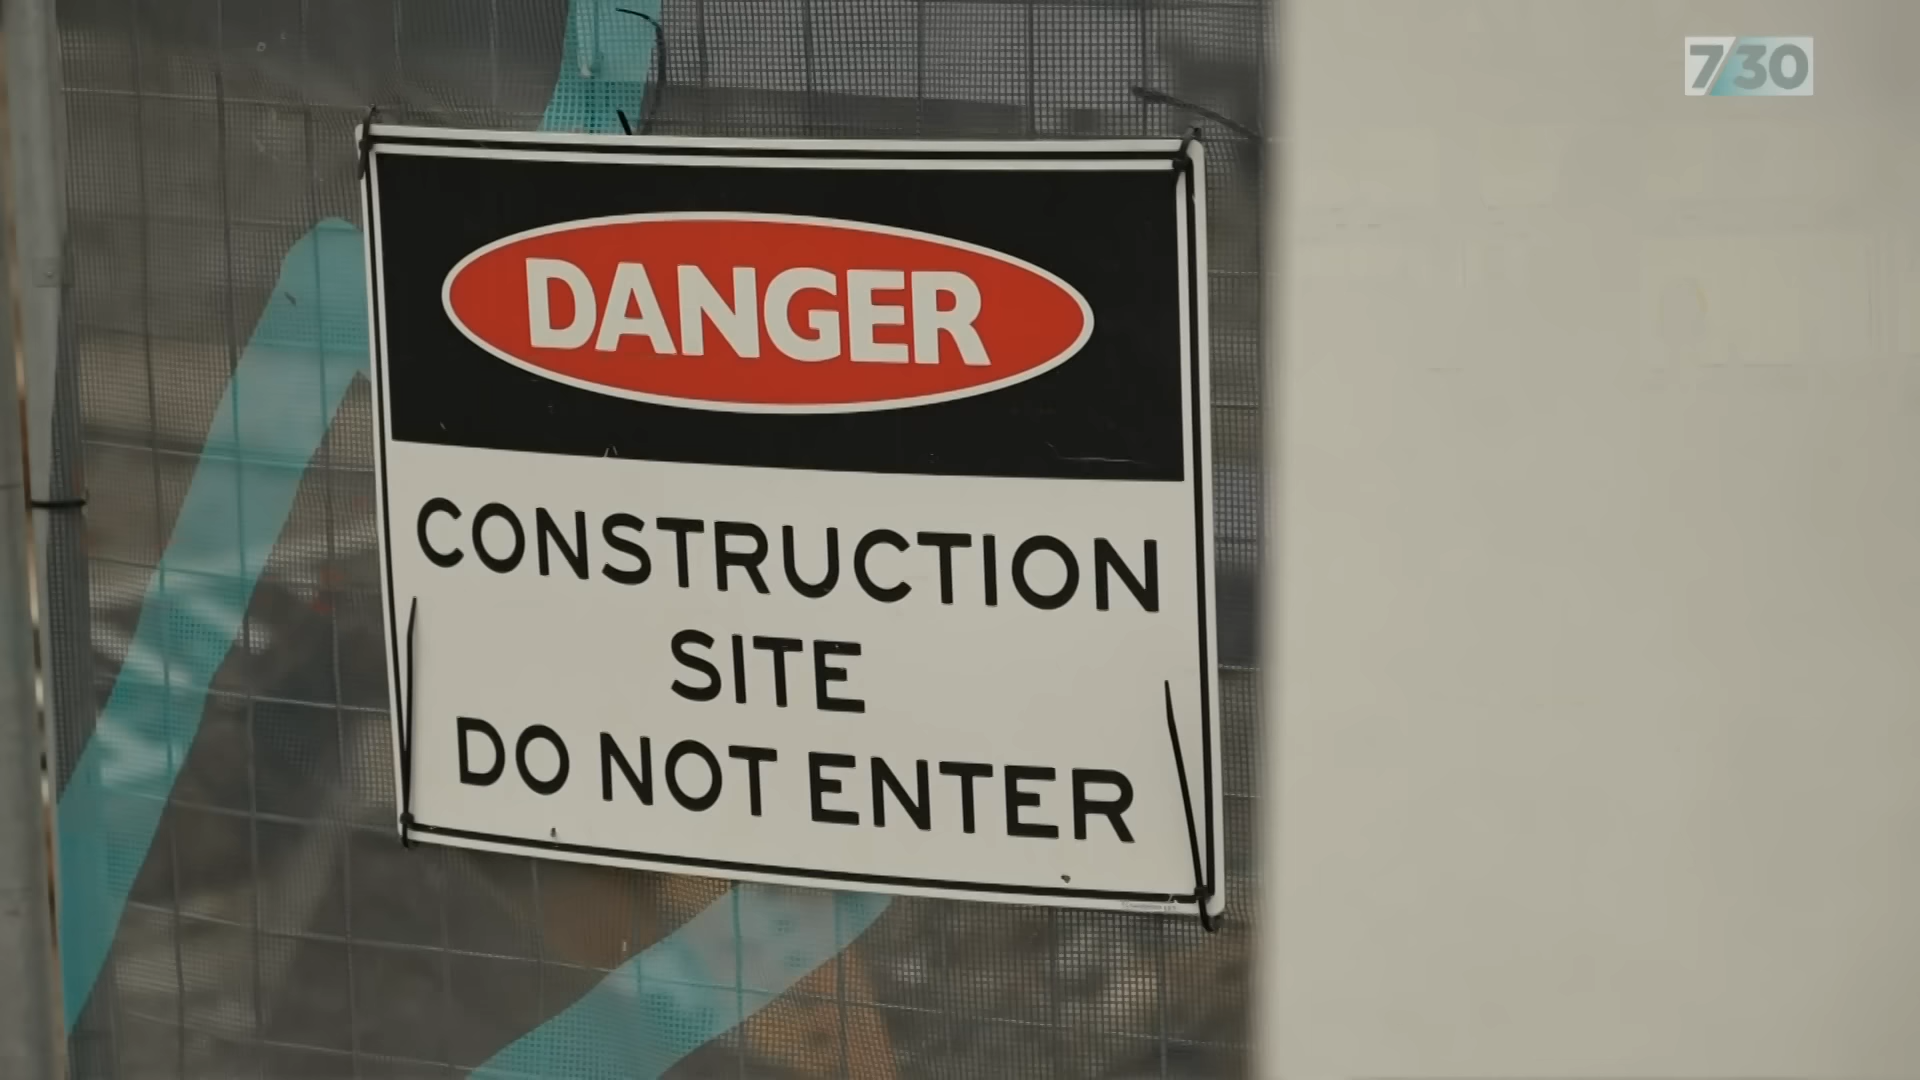 7/30
DANGER
CONSTRUCTION
SITE
DO NOT ENTER